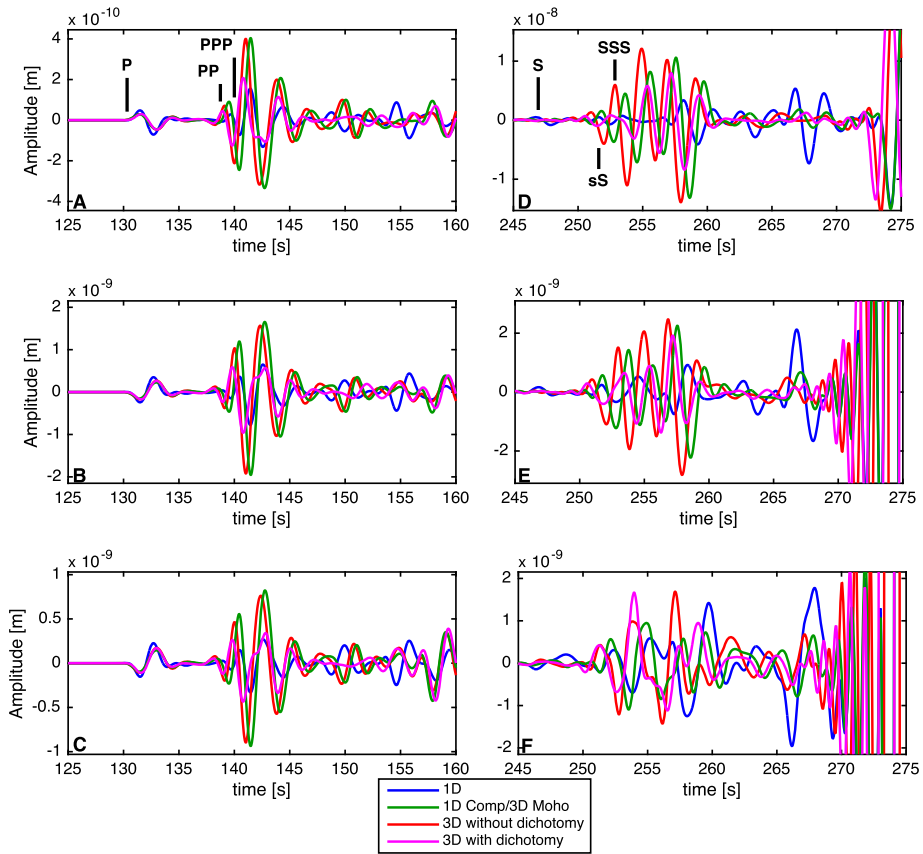 x 10^-10
4
2
0
-2
-4
Amplitude [m]
P
PP
PPP
A
125 130 135 140 145 150 155 160
time [s]
x 10^-8
1
0
-1
S
SSS
sS
D
245 250 255 260 265 270 275
time [s]
x 10^-9
2
1
0
-1
-2
Amplitude [m]
B
125 130 135 140 145 150 155 160
time [s]
x 10^-9
2
0
-2
E
245 250 255 260 265 270 275
time [s]
x 10^-9
1
0.5
0
-0.5
-1
Amplitude [m]
C
125 130 135 140 145 150 155 160
time [s]
x 10^-9
2
1
0
-1
-2
F
245 250 255 260 265 270 275
time [s]
1D
1D Comp/3D Moho
3D without dichotomy
3D with dichotomy